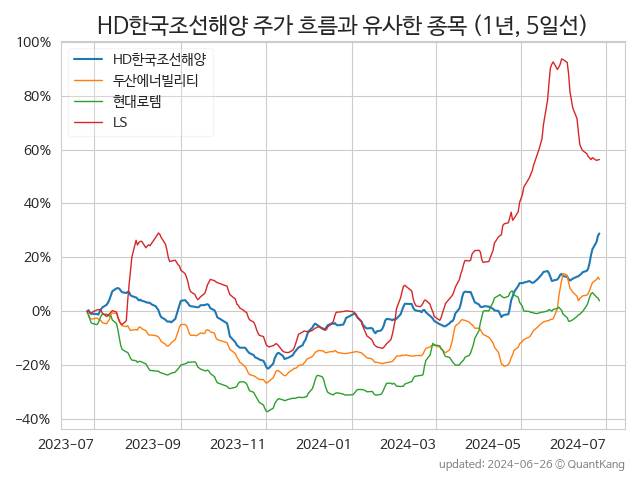 HD한국조선해양 주가 흐름과 유사한 종목 (1년, 5일선)
HD한국조선해양
두산에너빌리티
현대로템
LS
100%
80%
60%
40%
20%
0%
−20%
−40%
2023-07
2023-09
2023-11
2024-01
2024-03
2024-05
2024-07
updated: 2024-06-26 © QuantKang